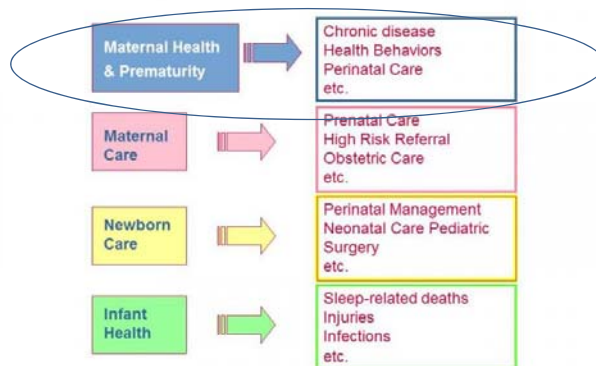 Maternal Health
& Prematurity
Chronic disease
Health Behaviors
Perinatal Care
etc.
Maternal
Care
Prenatal Care
High Risk Referral
Obstetric Care
etc.
Newborn
Care
Perinatal Management
Neonatal Care Pediatric
Surgery
etc.
Infant
Health
Sleep-related deaths
Injuries
Infections
etc.